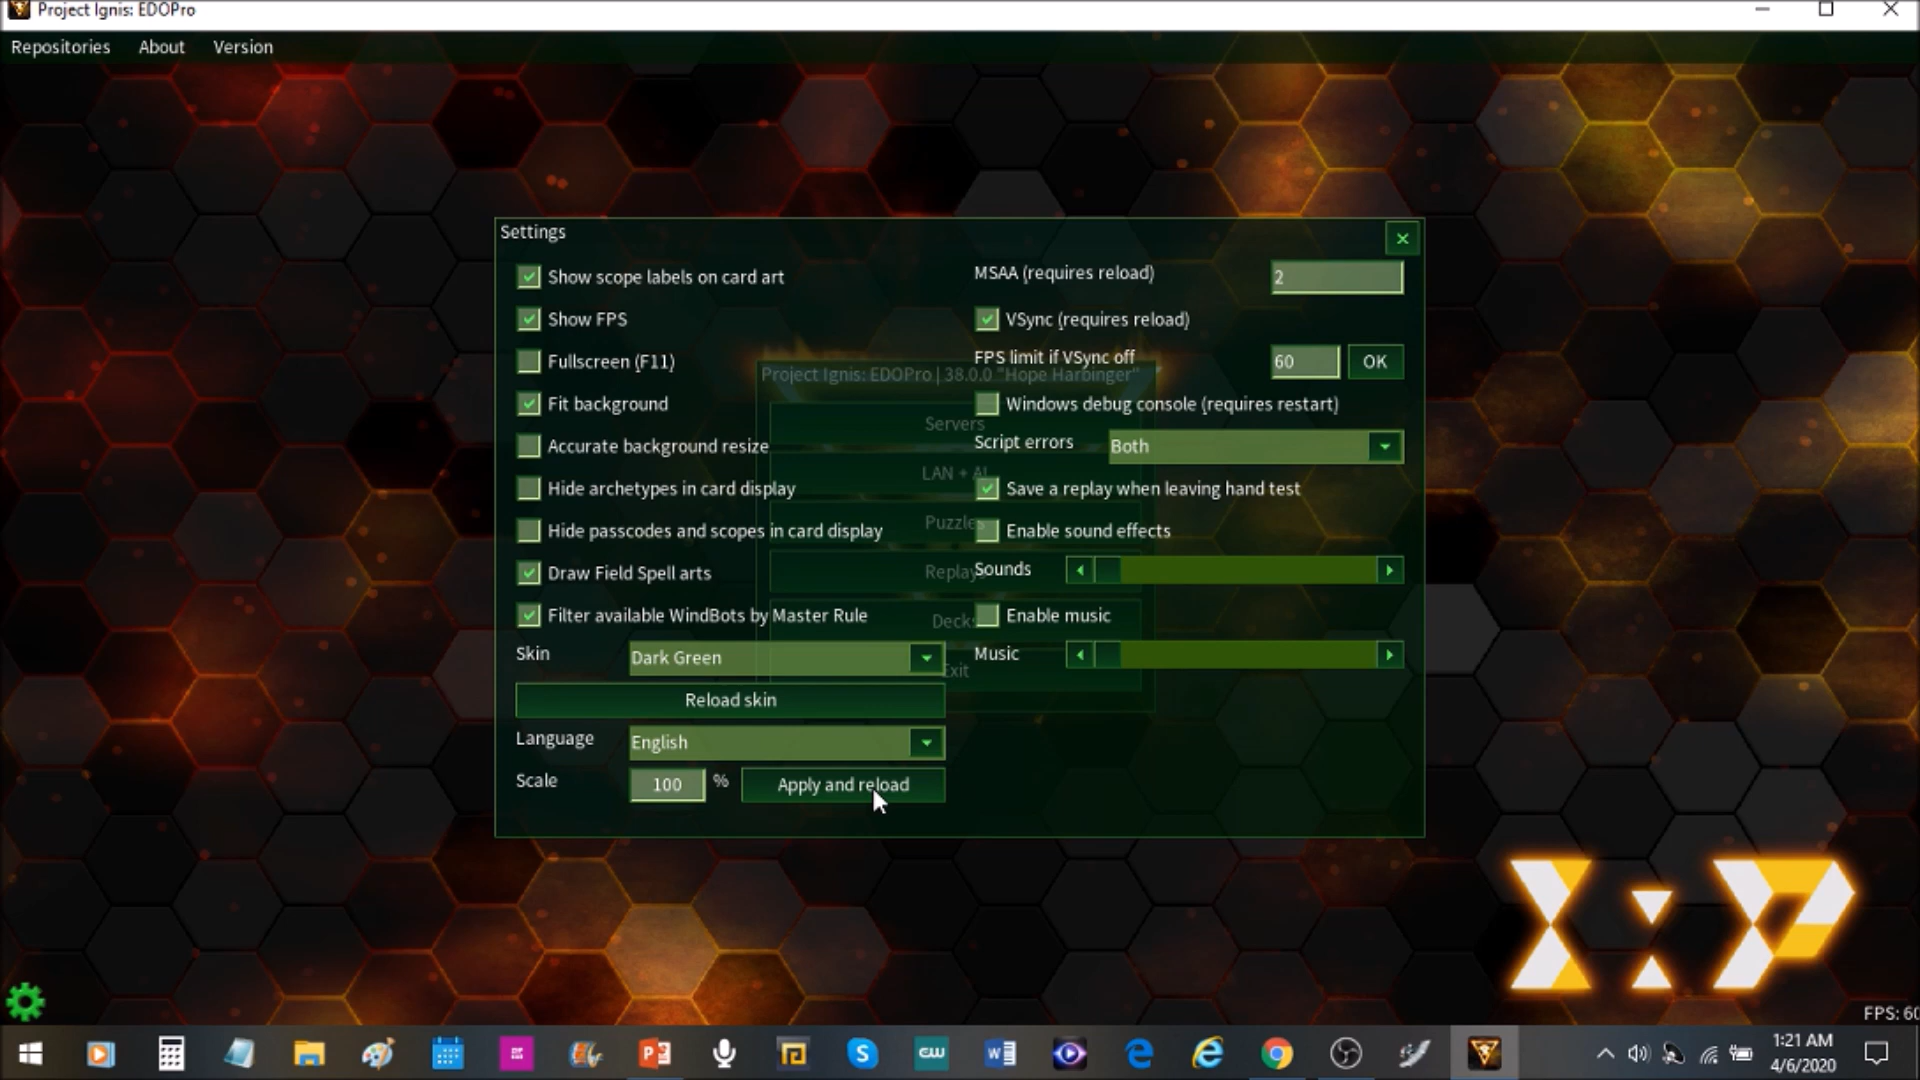 Project Ignis: EDOPro
Repositories About Version
Settings
Show scope labels on card art
Show FPS
Fullscreen (F11)
Fit background
Accurate background resize
Hide archetypes in card display
Hide passcodes and scopes in card display
Draw Field Spell arts
Filter available WindBots by Master Rule
Skin Dark Green
Reload skin
Language English
Scale 100 % Apply and reload
MSAA (requires reload) 2
VSync (requires reload)
FPS limit if VSync off 60 OK
Windows debug console (requires restart)
Script errors Both
Save a replay when leaving hand test
Enable sound effects
Sounds
Enable music
Music
Project Ignis: EDOPro | 38.0.0 "Hope Harbinger"
Servers
LAN + AI
Puzzles
Replays
Decks
Exit
FPS: 60
CW
1:21 AM
4/6/2020